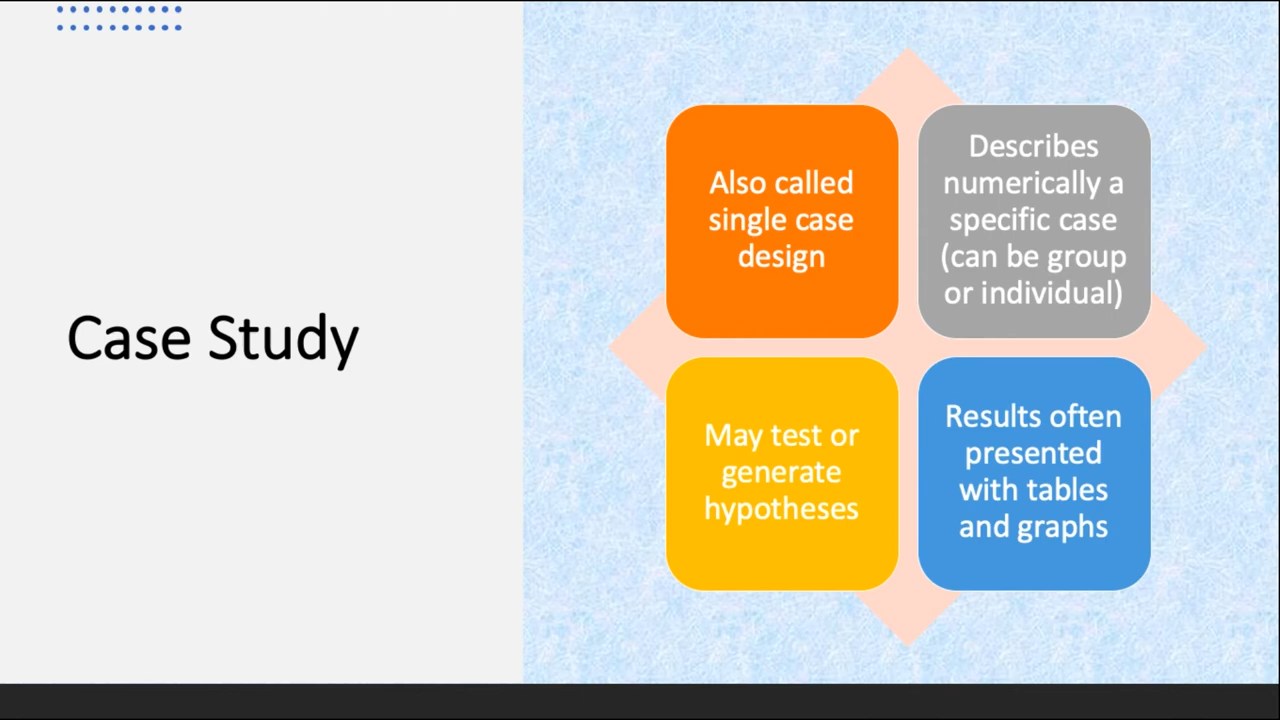 Case Study
Also called
single case
design
Describes
numerically a
specific case
(can be group
or individual)
May test or
generate
hypotheses
Results often
presented
with tables
and graphs